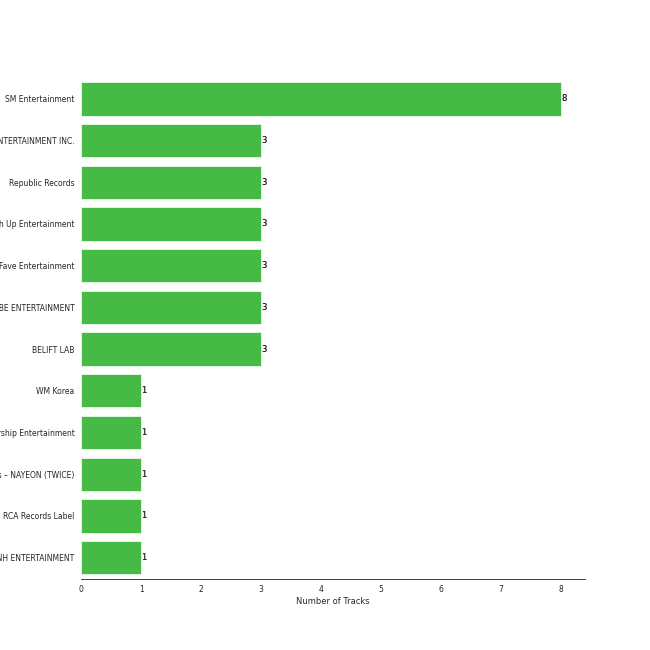 SM Entertainment 8
NTERTAINMENT INC. 3
Republic Records 3
h Up Entertainment 3
Fave Entertainment 3
BE ENTERTAINMENT 3
BELIFT LAB 3
WM Korea 1
rship Entertainment 1
s – NAYEON (TWICE) 1
RCA Records Label 1
NH ENTERTAINMENT 1
0 1 2 3 4 5 6 7 8
Number of Tracks